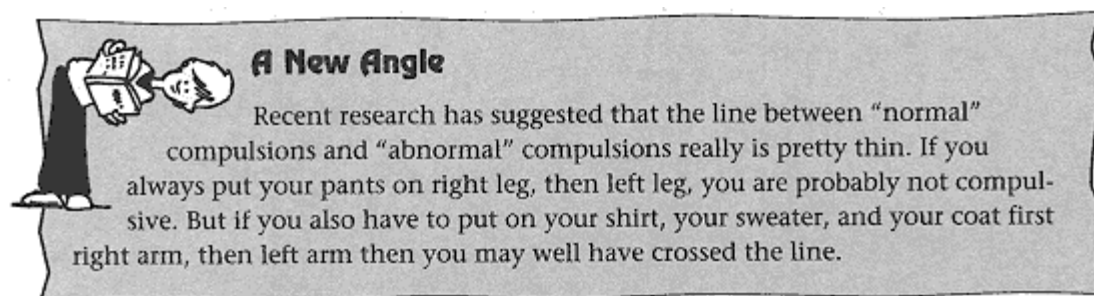 A New Angle
Recent research has suggested that the line between “normal”
compulsions and “abnormal” compulsions really is pretty thin. If you
always put your pants on right leg, then left leg, you are probably not compul-
sive. But if you also have to put on your shirt, your sweater, and your coat first
right arm, then left arm then you may well have crossed the line.